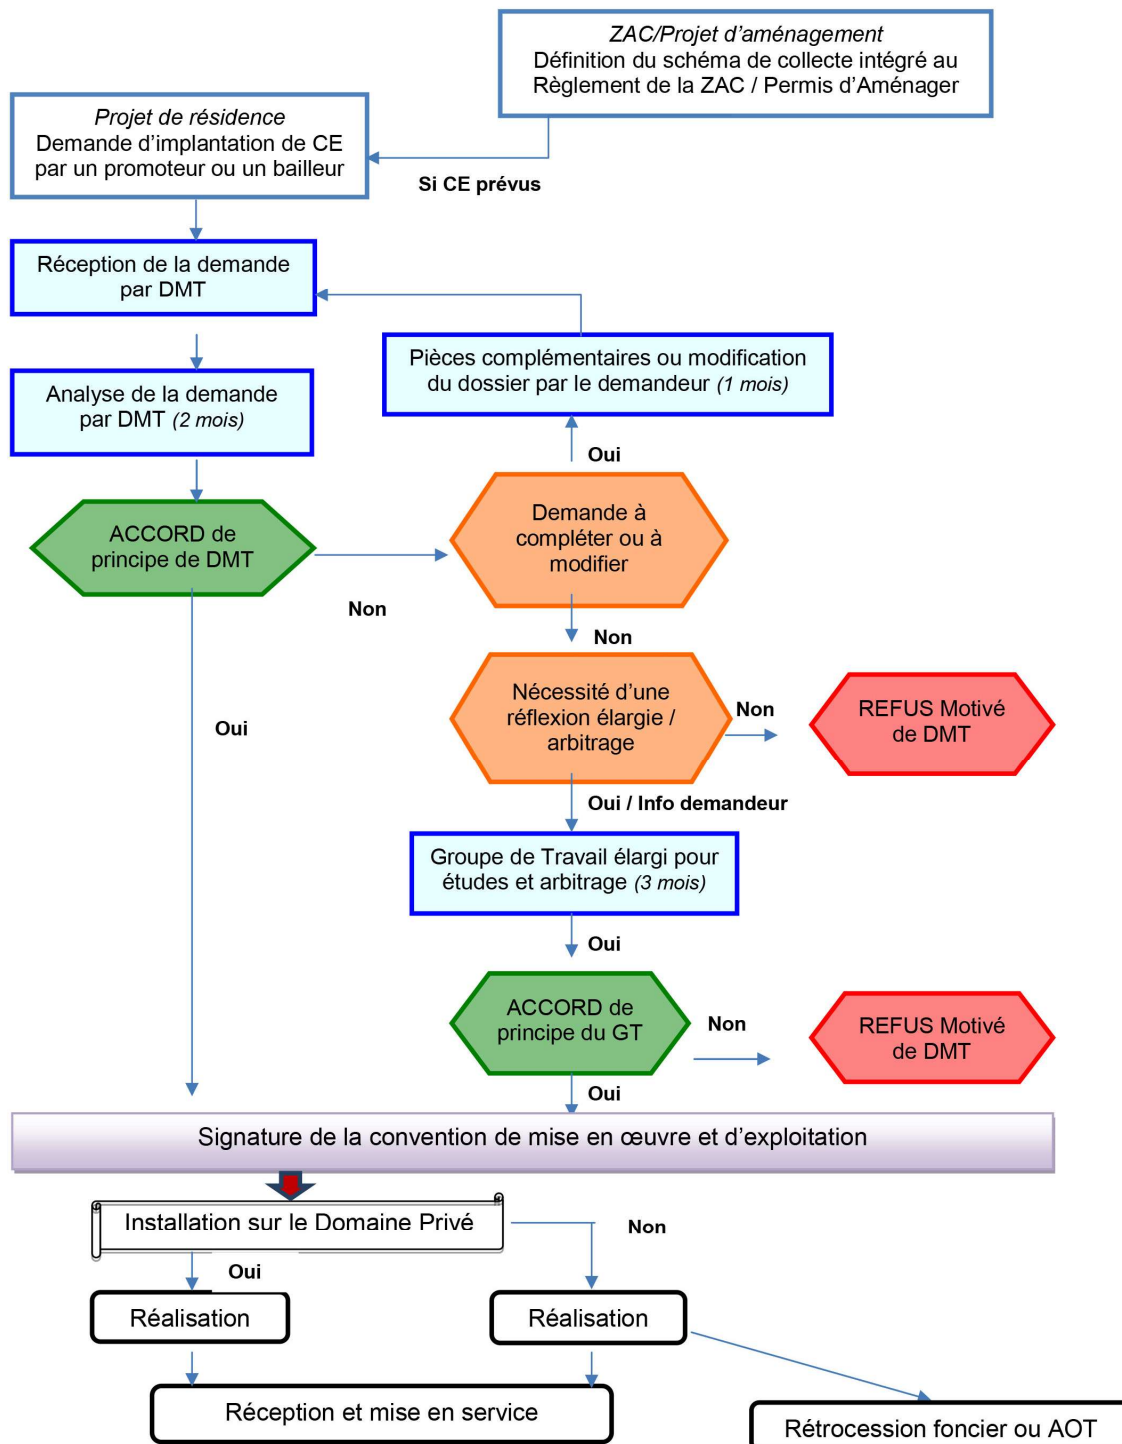 ZAC/Projet d'aménagement
Définition du schéma de collecte intégré au
Règlement de la ZAC / Permis d'Aménager
Projet de résidence
Demande d'implantation de CE
par un promoteur ou un bailleur
Si CE prévus
Réception de la demande
par DMT
Pièces complémentaires ou modification
du dossier par le demandeur (1 mois)
Analyse de la demande
par DMT (2 mois)
Oui
ACCORD de
principe de DMT
Demande à
compléter ou à
modifier
Non
Non
Nécessité d'une
réflexion élargie /
arbitrage
Non
REFUS Motivé
de DMT
Oui
Oui / Info demandeur
Groupe de Travail élargi pour
études et arbitrage (3 mois)
Oui
ACCORD de
principe du GT
Non
REFUS Motivé
de DMT
Oui
Signature de la convention de mise en œuvre et d'exploitation
Installation sur le Domaine Privé
Non
Oui
Réalisation
Réalisation
Réception et mise en service
Rétrocession foncier ou AOT